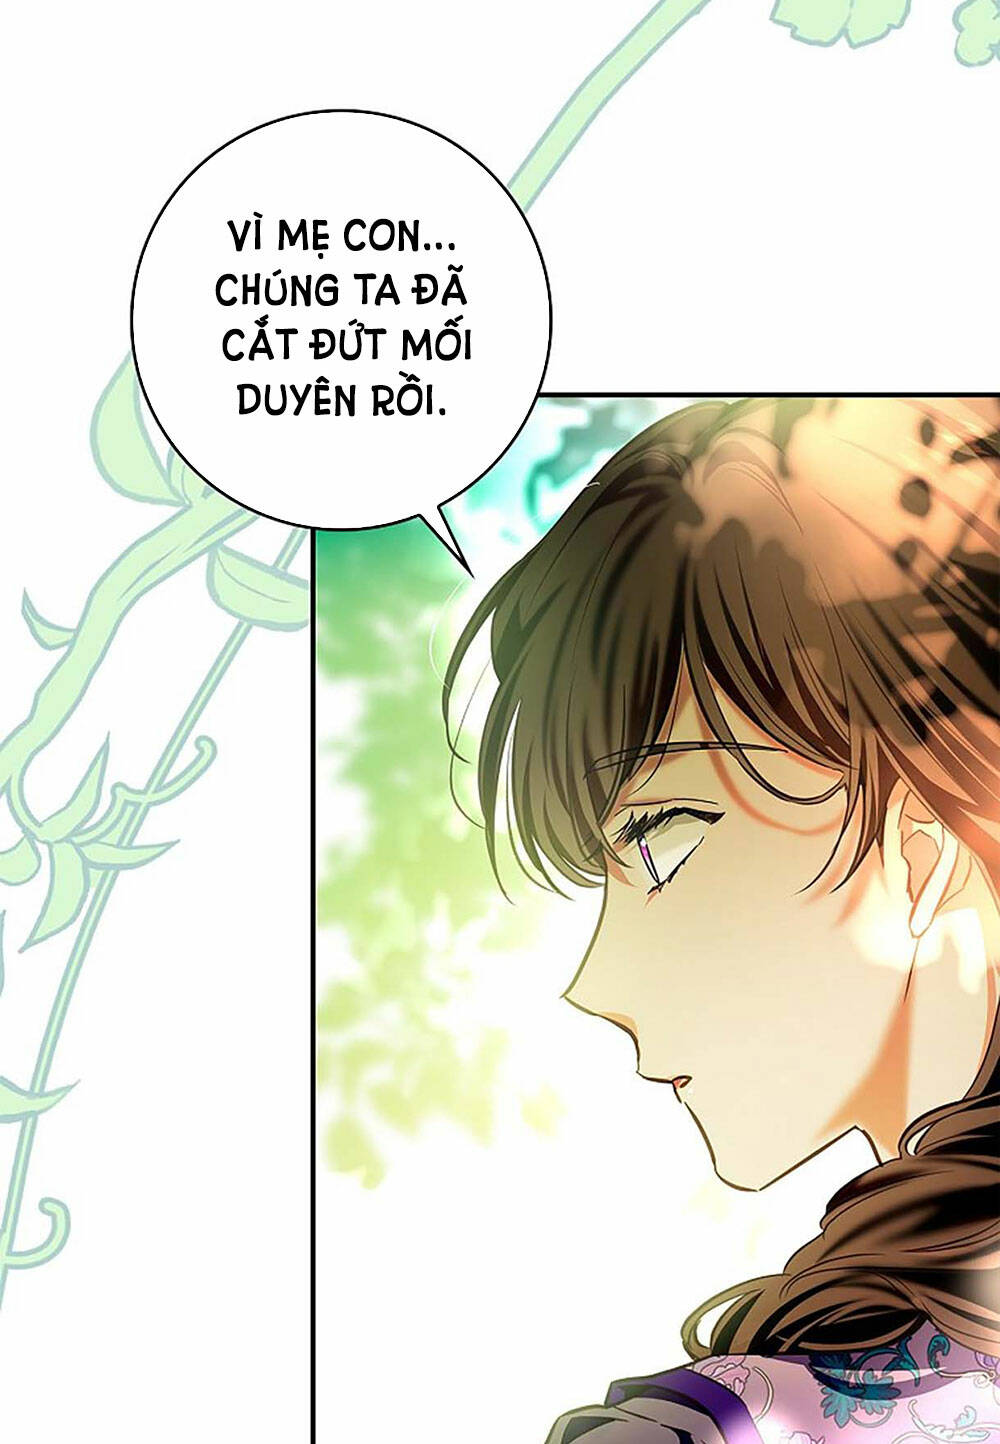 VÌ MẸ CON...
CHÚNG TA ĐÃ
CẮT ĐỨT MỐI
DUYÊN RỒI.